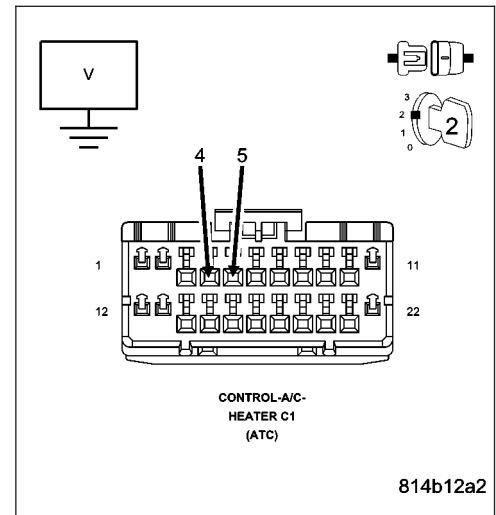 V
3
2
1
0
2
4 5
1 11
12 22
CONTROL-A/C-
HEATER C1
(ATC)
814b12a2